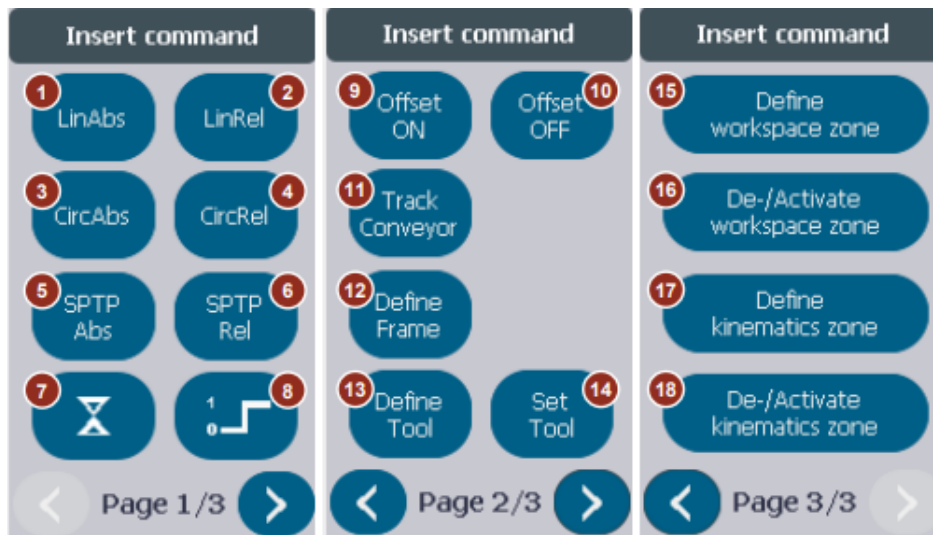 Insert command
1
LinAbs
2
LinRel
3
CircAbs
4
CircRel
5
SPTP
Abs
6
SPTP
Rel
7
8
1
0
Page 1/3
Insert command
9
Offset
ON
10
Offset
OFF
11
Track
Conveyor
12
Define
Frame
13
Define
Tool
14
Set
Tool
Page 2/3
Insert command
15
Define
workspace zone
16
De-/Activate
workspace zone
17
Define
kinematics zone
18
De-/Activate
kinematics zone
Page 3/3